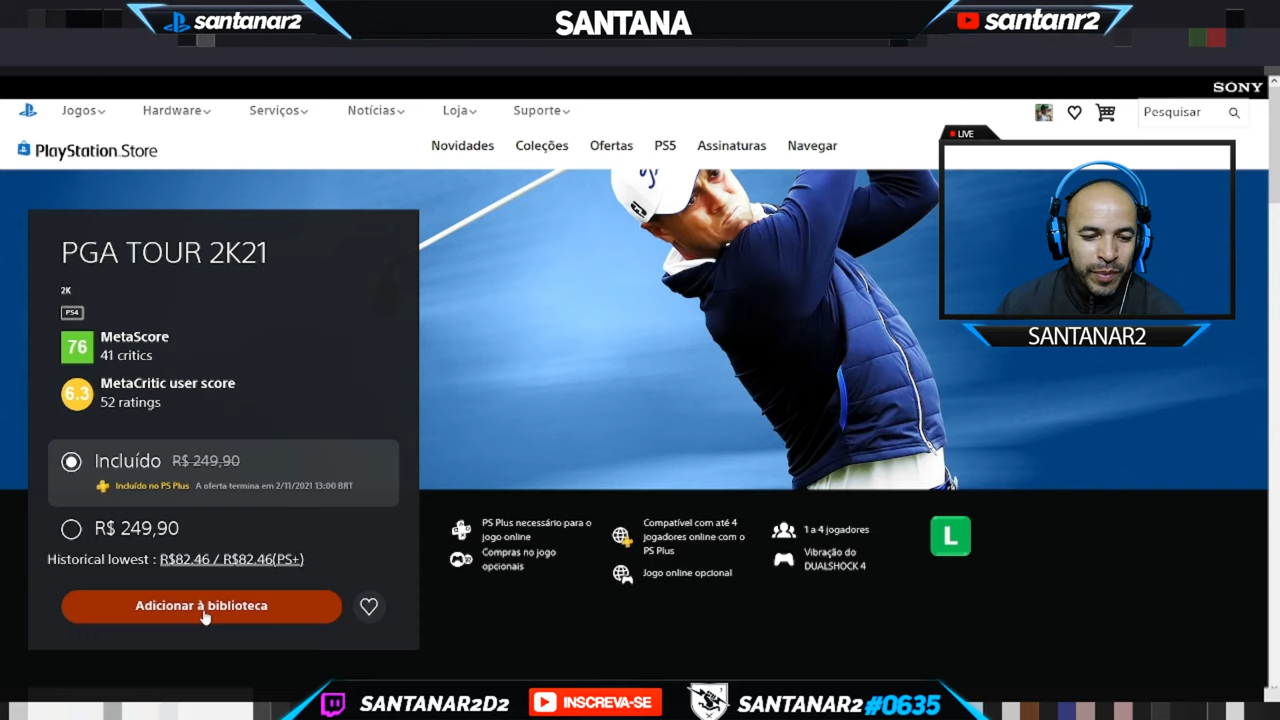 santanar2
SANTANA
santanr2
SONY
Jogos
Hardware
Serviços
Notícias
Loja
Suporte
Pesquisar
PlayStation.Store
Novidades
Coleções
Ofertas
PS5
Assinaturas
Navegar
LIVE
SANTANAR2
PGA TOUR 2K21
2K
PS4
76
MetaScore
41 critics
6.3
MetaCritic user score
52 ratings
Incluído R$ 249,90
Incluído no PS Plus A oferta termina em 2/11/2021 13:00 BRT
R$ 249,90
Historical lowest : R$82.46 / R$82.46(PS+)
Adicionar à biblioteca
PS Plus necessário para o
jogo online
Compras no jogo
opcionais
Compatível com até 4
jogadores online com o
PS Plus
Jogo online opcional
1 a 4 jogadores
Vibração do
DUALSHOCK 4
L
SANTANAR2D2
INSCREVA-SE
SANTANAR2 #0635